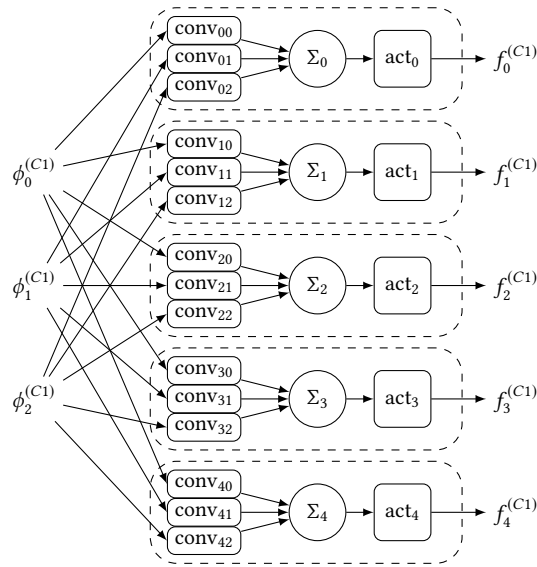 conv₀₀
conv₀₁ Σ₀ act₀ f₀⁽ᶜ¹⁾
conv₀₂
conv₁₀
ϕ₀⁽ᶜ¹⁾ conv₁₁ Σ₁ act₁ f₁⁽ᶜ¹⁾
conv₁₂
conv₂₀
ϕ₁⁽ᶜ¹⁾ conv₂₁ Σ₂ act₂ f₂⁽ᶜ¹⁾
conv₂₂
conv₃₀
ϕ₂⁽ᶜ¹⁾ conv₃₁ Σ₃ act₃ f₃⁽ᶜ¹⁾
conv₃₂
conv₄₀
conv₄₁ Σ₄ act₄ f₄⁽ᶜ¹⁾
conv₄₂